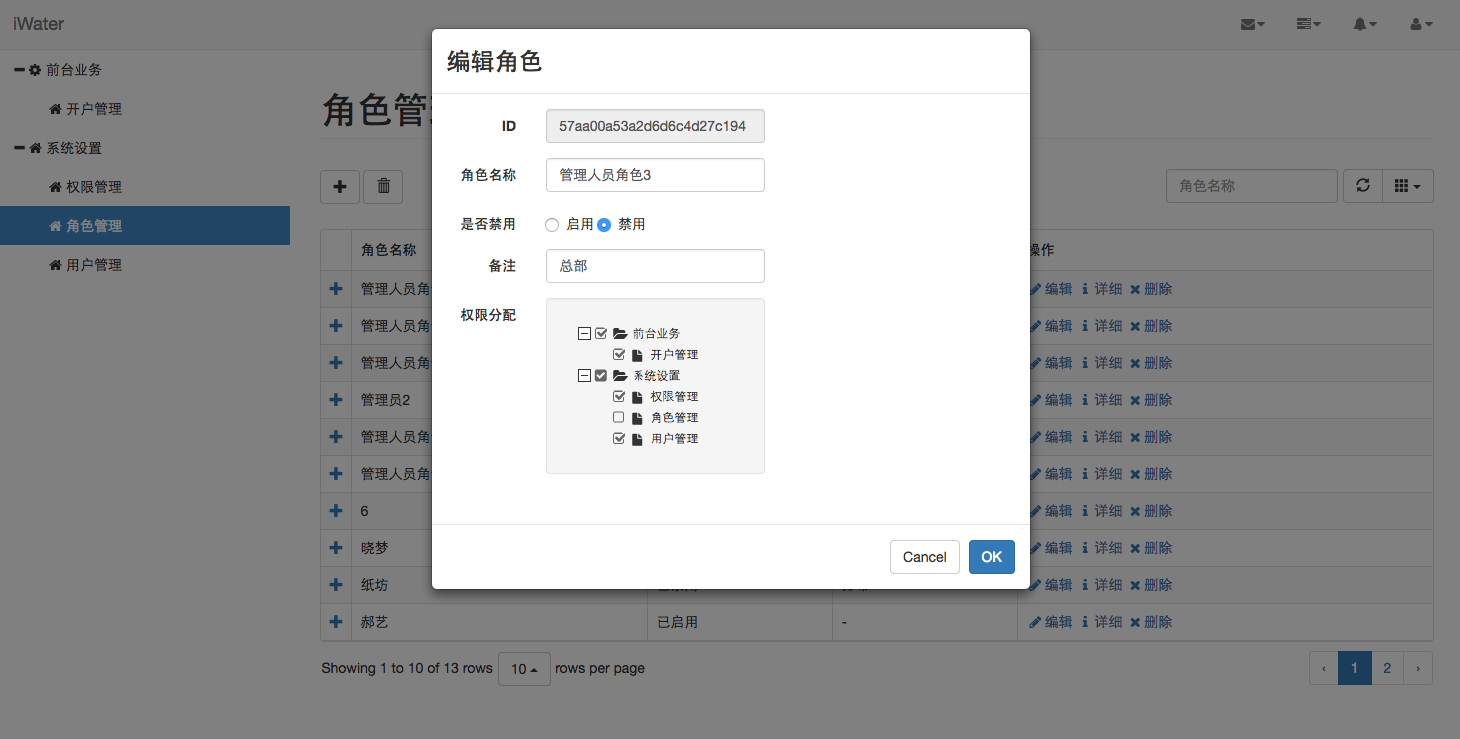 iWater
前台业务
开户管理
系统设置
权限管理
角色管理
用户管理
角色管
角色名称
角色名称 操作
管理人员角 编辑 详细 删除
管理人员角 编辑 详细 删除
管理人员角 编辑 详细 删除
管理员2 编辑 详细 删除
管理人员角 编辑 详细 删除
管理人员角 编辑 详细 删除
6 编辑 详细 删除
晓梦 编辑 详细 删除
纸坊 编辑 详细 删除
郝艺 已启用 - 编辑 详细 删除
Showing 1 to 10 of 13 rows 10 rows per page
‹ 1 2 ›
编辑角色
ID 57aa00a53a2d6d6c4d27c194
角色名称 管理人员角色3
是否禁用 启用 禁用
备注 总部
权限分配
前台业务
开户管理
系统设置
权限管理
角色管理
用户管理
Cancel OK